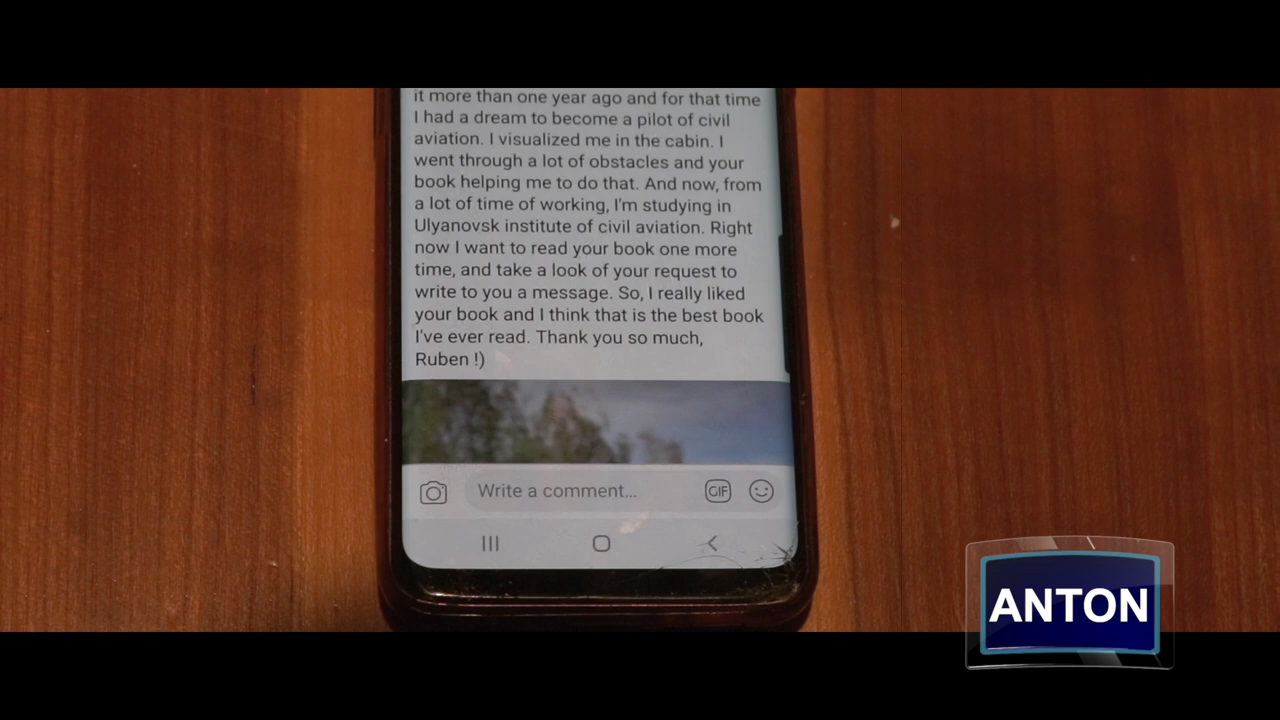 it more than one year ago and for that time
I had a dream to become a pilot of civil
aviation. I visualized me in the cabin. I
went through a lot of obstacles and your
book helping me to do that. And now, from
a lot of time of working, I'm studying in
Ulyanovsk institute of civil aviation. Right
now I want to read your book one more
time, and take a look of your request to
write to you a message. So, I really liked
your book and I think that is the best book
I've ever read. Thank you so much,
Ruben !)
Write a comment...
GIF
ANTON